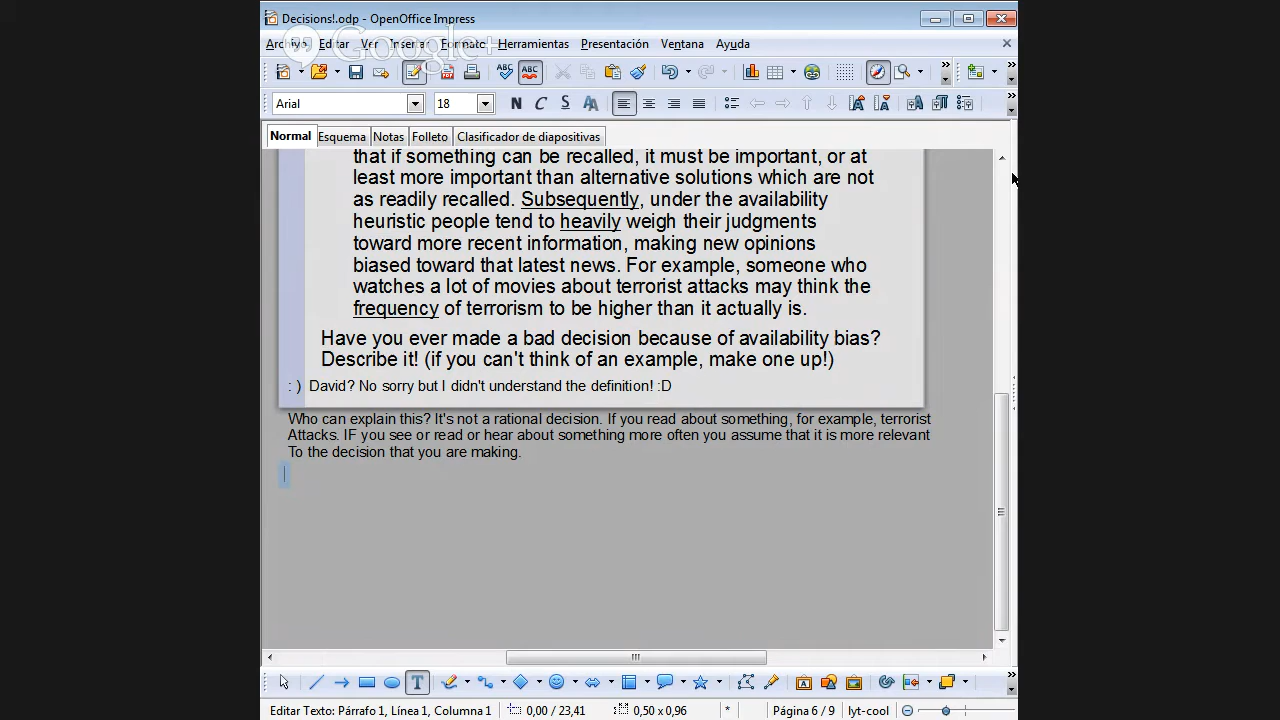 Decisions!.odp - OpenOffice Impress
Archivo Editar Ver Insertar Formato Herramientas Presentación Ventana Ayuda
Google+
Arial 18 N C S
Normal Esquema Notas Folleto Clasificador de diapositivas
that if something can be recalled, it must be important, or at
least more important than alternative solutions which are not
as readily recalled. Subsequently, under the availability
heuristic people tend to heavily weigh their judgments
toward more recent information, making new opinions
biased toward that latest news. For example, someone who
watches a lot of movies about terrorist attacks may think the
frequency of terrorism to be higher than it actually is.
Have you ever made a bad decision because of availability bias?
Describe it! (if you can't think of an example, make one up!)
: ) David? No sorry but I didn't understand the definition! :D
Who can explain this? It's not a rational decision. If you read about something, for example, terrorist
Attacks. IF you see or read or hear about something more often you assume that it is more relevant
To the decision that you are making.
Editar Texto: Párrafo 1, Línea 1, Columna 1 0,00 / 23,41 0,50 x 0,96 * Página 6 / 9 lyt-cool